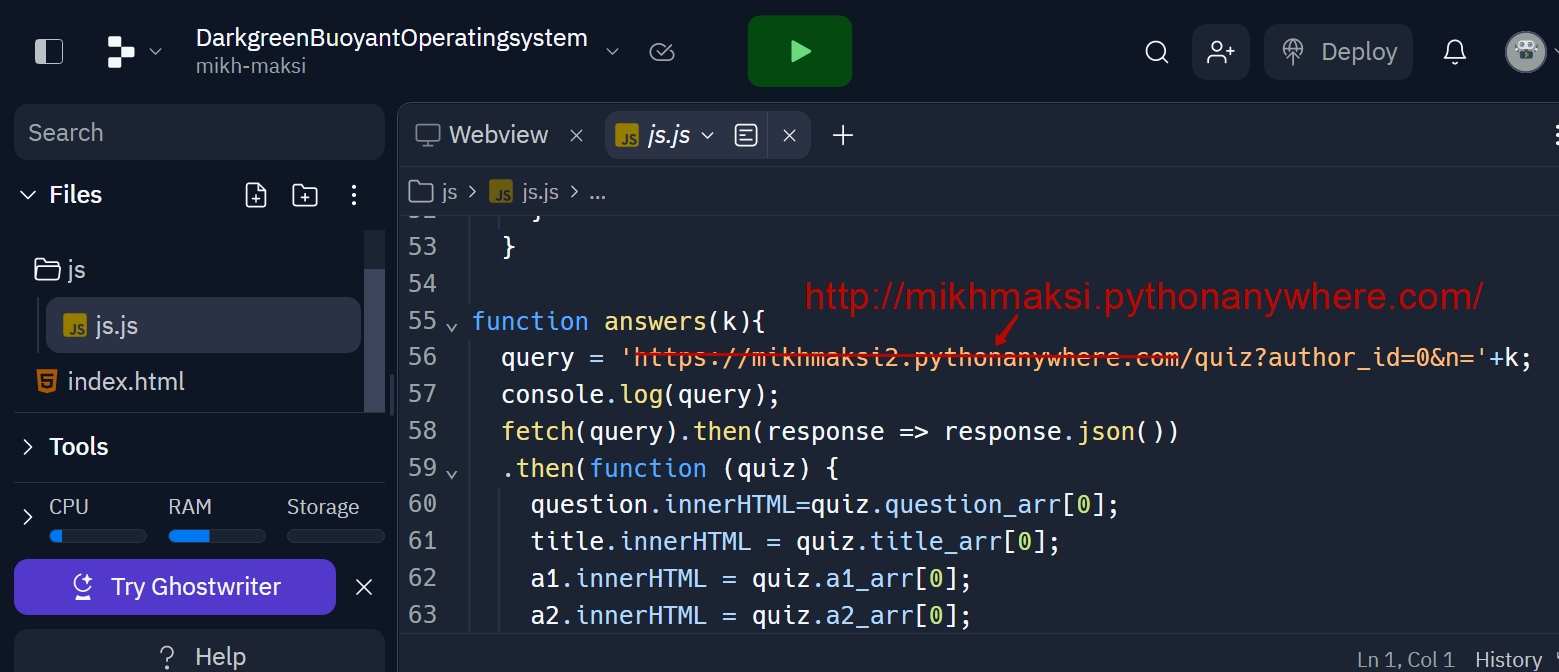 DarkgreenBuoyantOperatingsystem
mikh-maksi
Deploy
Search
Files
js
js.js
index.html
Tools
CPU RAM Storage
Try Ghostwriter
? Help
Webview
JS js.js
js > JS js.js > ...
53 }
54
http://mikhmaksi.pythonanywhere.com/
55 function answers(k){
56 query = 'https://mikhmaksi2.pythonanywhere.com/quiz?author_id=0&n='+k;
57 console.log(query);
58 fetch(query).then(response => response.json())
59 .then(function (quiz) {
60 question.innerHTML=quiz.question_arr[0];
61 title.innerHTML = quiz.title_arr[0];
62 a1.innerHTML = quiz.a1_arr[0];
63 a2.innerHTML = quiz.a2_arr[0];
Ln 1, Col 1 History